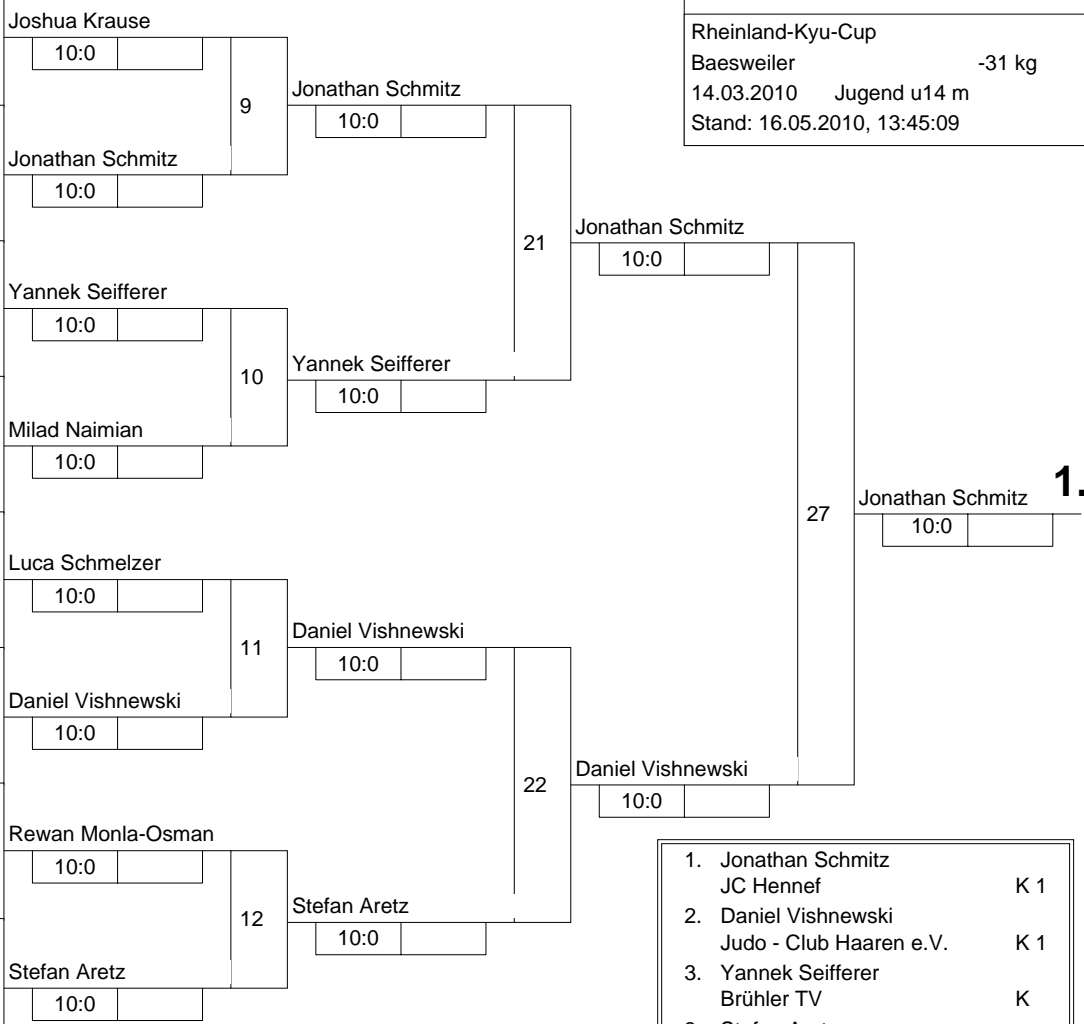 Joshua Krause
10:0
9
Jonathan Schmitz
10:0
Jonathan Schmitz
10:0
21
Jonathan Schmitz
10:0
Yannek Seifferer
10:0
10
Yannek Seifferer
10:0
Milad Naimian
10:0
27
Jonathan Schmitz 1.
10:0
Luca Schmelzer
10:0
11
Daniel Vishnewski
10:0
Daniel Vishnewski
10:0
22
Daniel Vishnewski
10:0
Rewan Monla-Osman
10:0
12
Stefan Aretz
10:0
Stefan Aretz
10:0
Rheinland-Kyu-Cup
Baesweiler -31 kg
14.03.2010 Jugend u14 m
Stand: 16.05.2010, 13:45:09
1. Jonathan Schmitz
JC Hennef K 1
2. Daniel Vishnewski
Judo - Club Haaren e.V. K 1
3. Yannek Seifferer
Brühler TV K